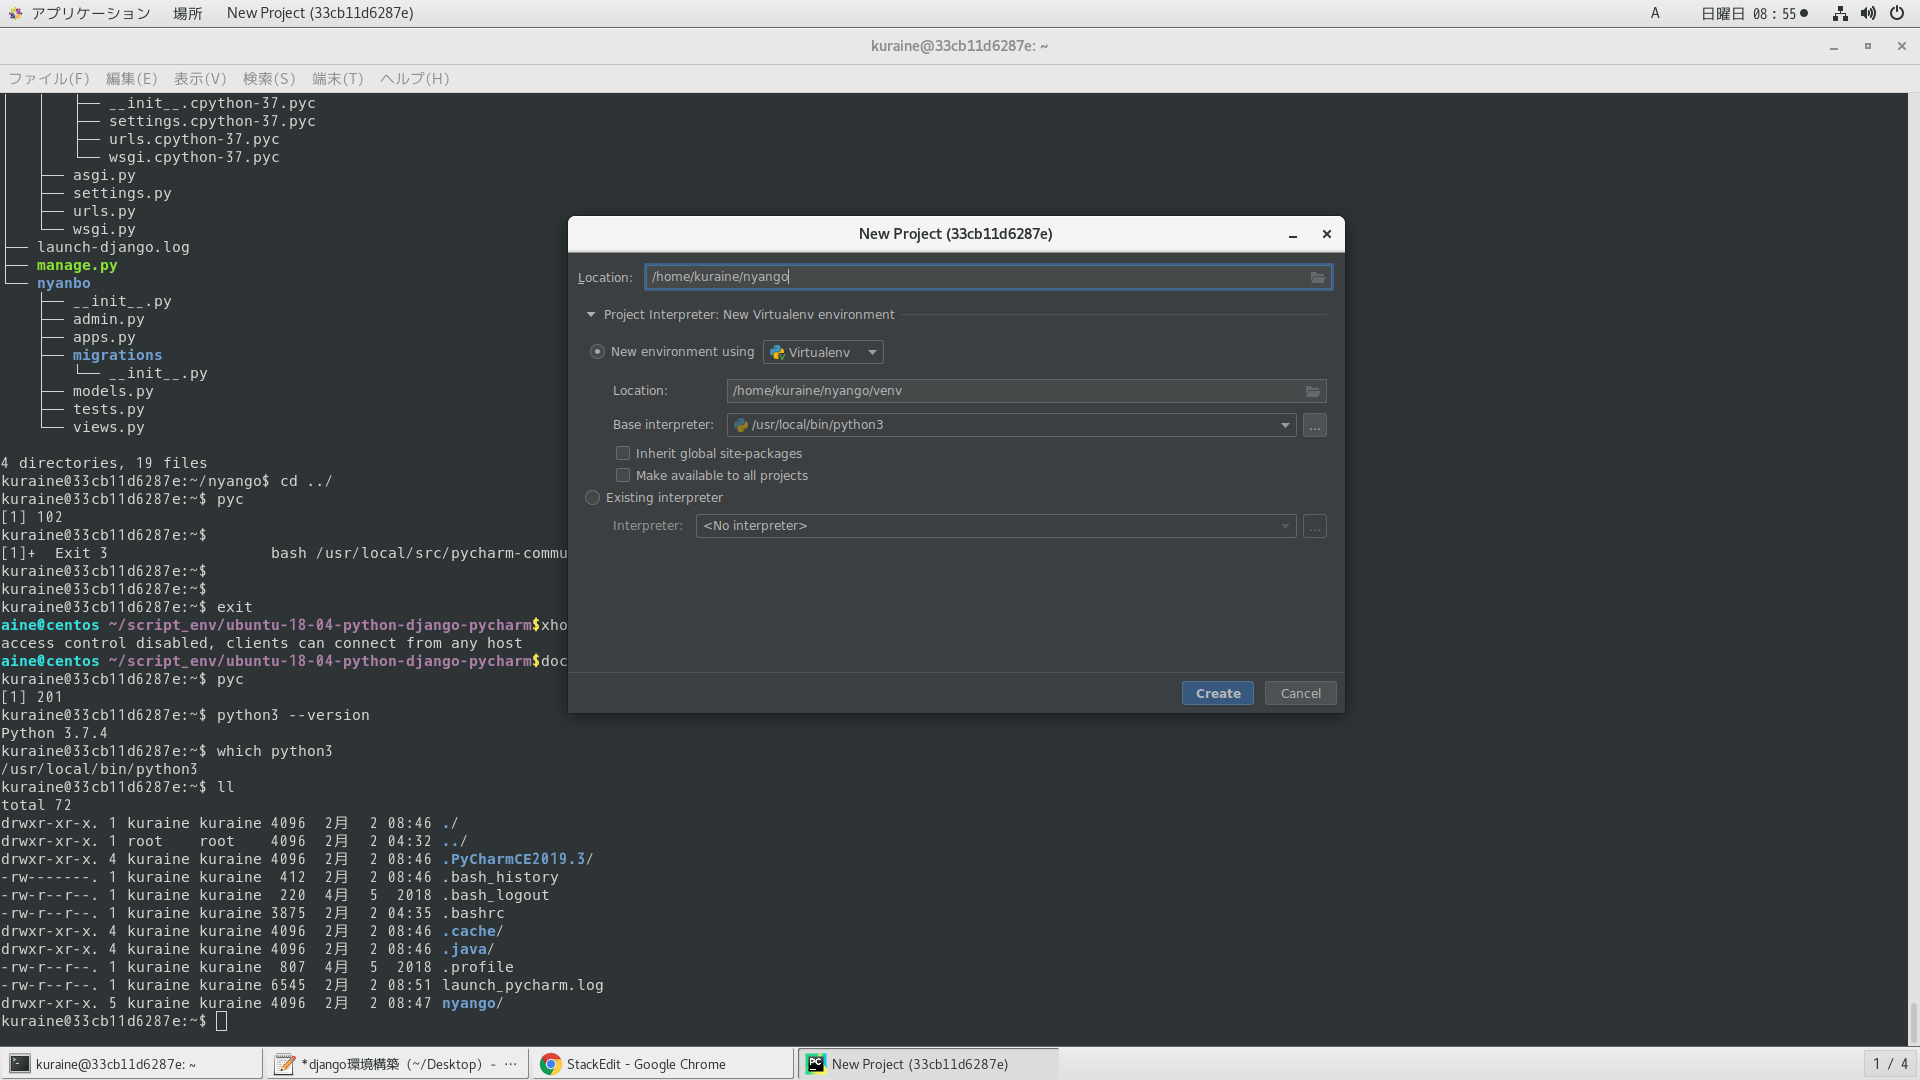 アプリケーション 場所 New Project (33cb11d6287e) A 日曜日 08：55●
kuraine@33cb11d6287e: ~
ファイル(F) 編集(E) 表示(V) 検索(S) 端末(T) ヘルプ(H)
│   │   ├── __init__.cpython-37.pyc
│   │   ├── settings.cpython-37.pyc
│   │   ├── urls.cpython-37.pyc
│   │   └── wsgi.cpython-37.pyc
│   ├── asgi.py
│   ├── settings.py
│   ├── urls.py
│   └── wsgi.py
├── launch-django.log
├── manage.py
└── nyanbo
    ├── __init__.py
    ├── admin.py
    ├── apps.py
    ├── migrations
    │   └── __init__.py
    ├── models.py
    ├── tests.py
    └── views.py
4 directories, 19 files
kuraine@33cb11d6287e:~/nyango$ cd ../
kuraine@33cb11d6287e:~$ pyc
[1] 102
kuraine@33cb11d6287e:~$
[1]+  Exit 3                  bash /usr/local/src/pycharm-commu
kuraine@33cb11d6287e:~$
kuraine@33cb11d6287e:~$
kuraine@33cb11d6287e:~$ exit
aine@centos ~/script_env/ubuntu-18-04-python-django-pycharm$xho
access control disabled, clients can connect from any host
aine@centos ~/script_env/ubuntu-18-04-python-django-pycharm$doc
kuraine@33cb11d6287e:~$ pyc
[1] 201
kuraine@33cb11d6287e:~$ python3 --version
Python 3.7.4
kuraine@33cb11d6287e:~$ which python3
/usr/local/bin/python3
kuraine@33cb11d6287e:~$ ll
total 72
drwxr-xr-x. 1 kuraine kuraine 4096  2月  2 08:46 ./
drwxr-xr-x. 1 root    root    4096  2月  2 04:32 ../
drwxr-xr-x. 4 kuraine kuraine 4096  2月  2 08:46 .PyCharmCE2019.3/
-rw-------. 1 kuraine kuraine  412  2月  2 08:46 .bash_history
-rw-r--r--. 1 kuraine kuraine  220  4月  5  2018 .bash_logout
-rw-r--r--. 1 kuraine kuraine 3875  2月  2 04:35 .bashrc
drwxr-xr-x. 4 kuraine kuraine 4096  2月  2 08:46 .cache/
drwxr-xr-x. 4 kuraine kuraine 4096  2月  2 08:46 .java/
-rw-r--r--. 1 kuraine kuraine  807  4月  5  2018 .profile
-rw-r--r--. 1 kuraine kuraine 6545  2月  2 08:51 launch_pycharm.log
drwxr-xr-x. 5 kuraine kuraine 4096  2月  2 08:47 nyango/
kuraine@33cb11d6287e:~$
New Project (33cb11d6287e)
Location: /home/kuraine/nyango
Project Interpreter: New Virtualenv environment
New environment using Virtualenv
Location: /home/kuraine/nyango/venv
Base interpreter: /usr/local/bin/python3 ...
Inherit global site-packages
Make available to all projects
Existing interpreter
Interpreter: <No interpreter> ...
Create Cancel
kuraine@33cb11d6287e: ~ *django環境構築 (~/Desktop) - … StackEdit - Google Chrome PC New Project (33cb11d6287e) 1 / 4